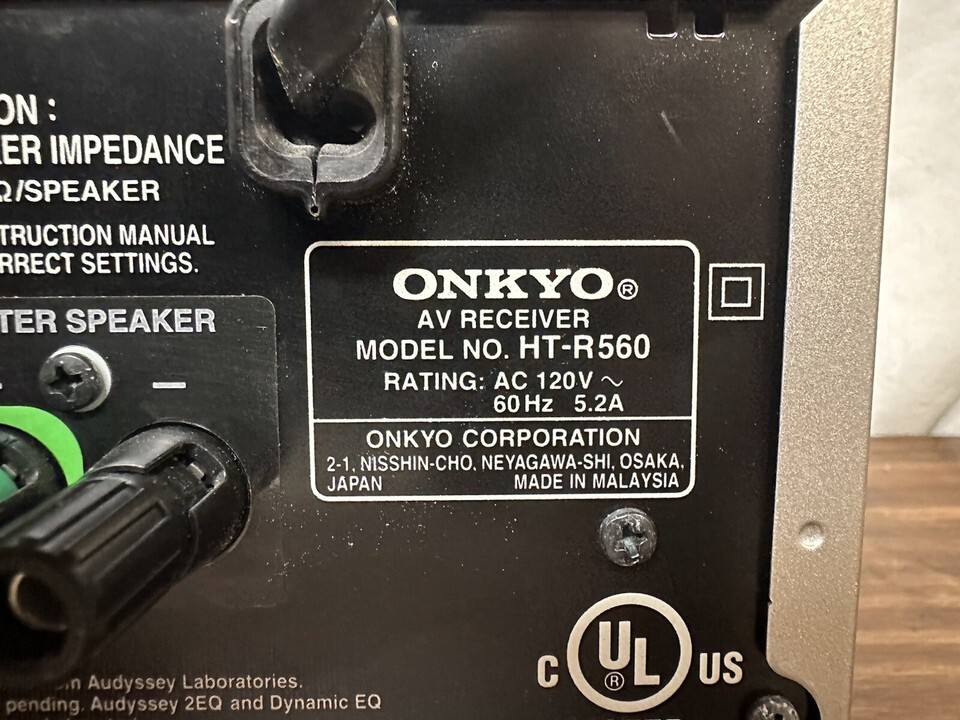 ON :
ER IMPEDANCE
Ω/SPEAKER
TRUCTION MANUAL
RRECT SETTINGS.
TER SPEAKER
ONKYO®
AV RECEIVER
MODEL NO. HT-R560
RATING: AC 120V ~
60Hz 5.2A
ONKYO CORPORATION
2-1, NISSHIN-CHO, NEYAGAWA-SHI, OSAKA,
JAPAN MADE IN MALAYSIA
C UL® US
Audyssey Laboratories.
pending. Audyssey 2EQ and Dynamic EQ